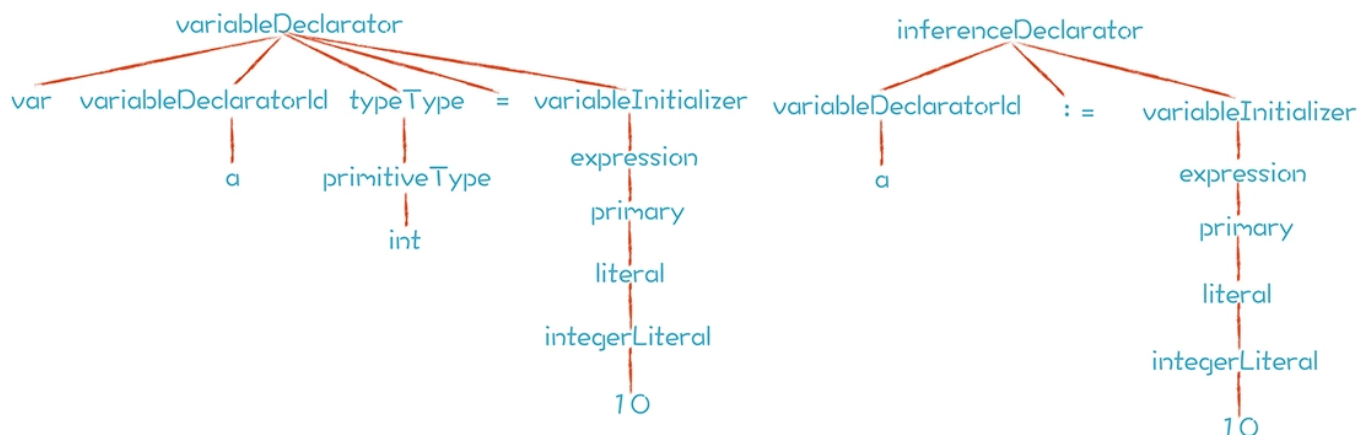 variableDeclarator
var variableDeclaratorId typeType = variableInitializer
a primitiveType expression
int primary
literal
integerLiteral
10
inferenceDeclarator
variableDeclaratorId := variableInitializer
a expression
primary
literal
integerLiteral
10